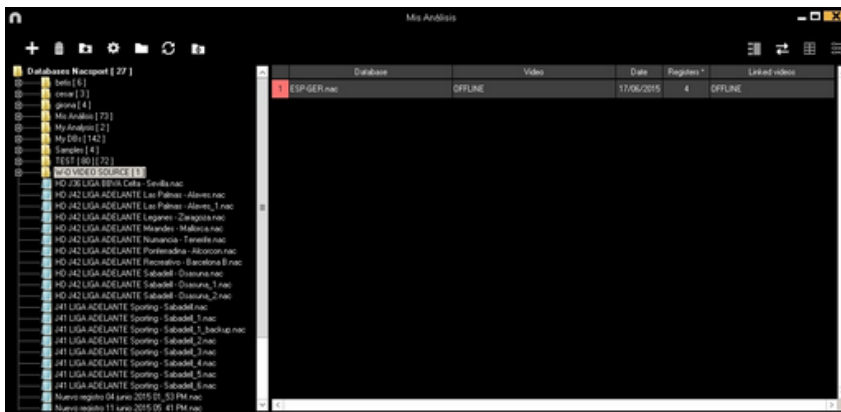 Mis Análisis
Databases Nacsport [ 27 ]
betis [ 6 ]
cesar [ 3 ]
girona [ 4 ]
Mis Análisis [ 73 ]
My Analysis [ 2 ]
My DBs [ 142 ]
Samples [ 4 ]
TEST [ 80 ] [ 72 ]
W-O VIDEO SOURCE [ 1 ]
HD J36 LIGA BBVA Celta - Sevilla.nac
HD J42 LIGA ADELANTE Las Palmas - Alaves.nac
HD J42 LIGA ADELANTE Las Palmas - Alaves_1.nac
HD J42 LIGA ADELANTE Leganes - Zaragoza.nac
HD J42 LIGA ADELANTE Mirandes - Mallorca.nac
HD J42 LIGA ADELANTE Numancia - Tenerife.nac
HD J42 LIGA ADELANTE Ponferradina - Alcorcon.nac
HD J42 LIGA ADELANTE Recreativo - Barcelona B.nac
HD J42 LIGA ADELANTE Sabadell - Osasuna.nac
HD J42 LIGA ADELANTE Sabadell - Osasuna_1.nac
HD J42 LIGA ADELANTE Sabadell - Osasuna_2.nac
J41 LIGA ADELANTE Sporting - Sabadell.nac
J41 LIGA ADELANTE Sporting - Sabadell_1.nac
J41 LIGA ADELANTE Sporting - Sabadell_1_backup.nac
J41 LIGA ADELANTE Sporting - Sabadell_2.nac
J41 LIGA ADELANTE Sporting - Sabadell_3.nac
J41 LIGA ADELANTE Sporting - Sabadell_4.nac
J41 LIGA ADELANTE Sporting - Sabadell_5.nac
J41 LIGA ADELANTE Sporting - Sabadell_6.nac
Nuevo registro 04 junio 2015 01_53 PM.nac
Nuevo registro 11 junio 2015 05_41 PM.nac
Database Video Date Registers * Linked videos
1 ESP-GER.nac OFFLINE 17/06/2015 4 OFFLINE